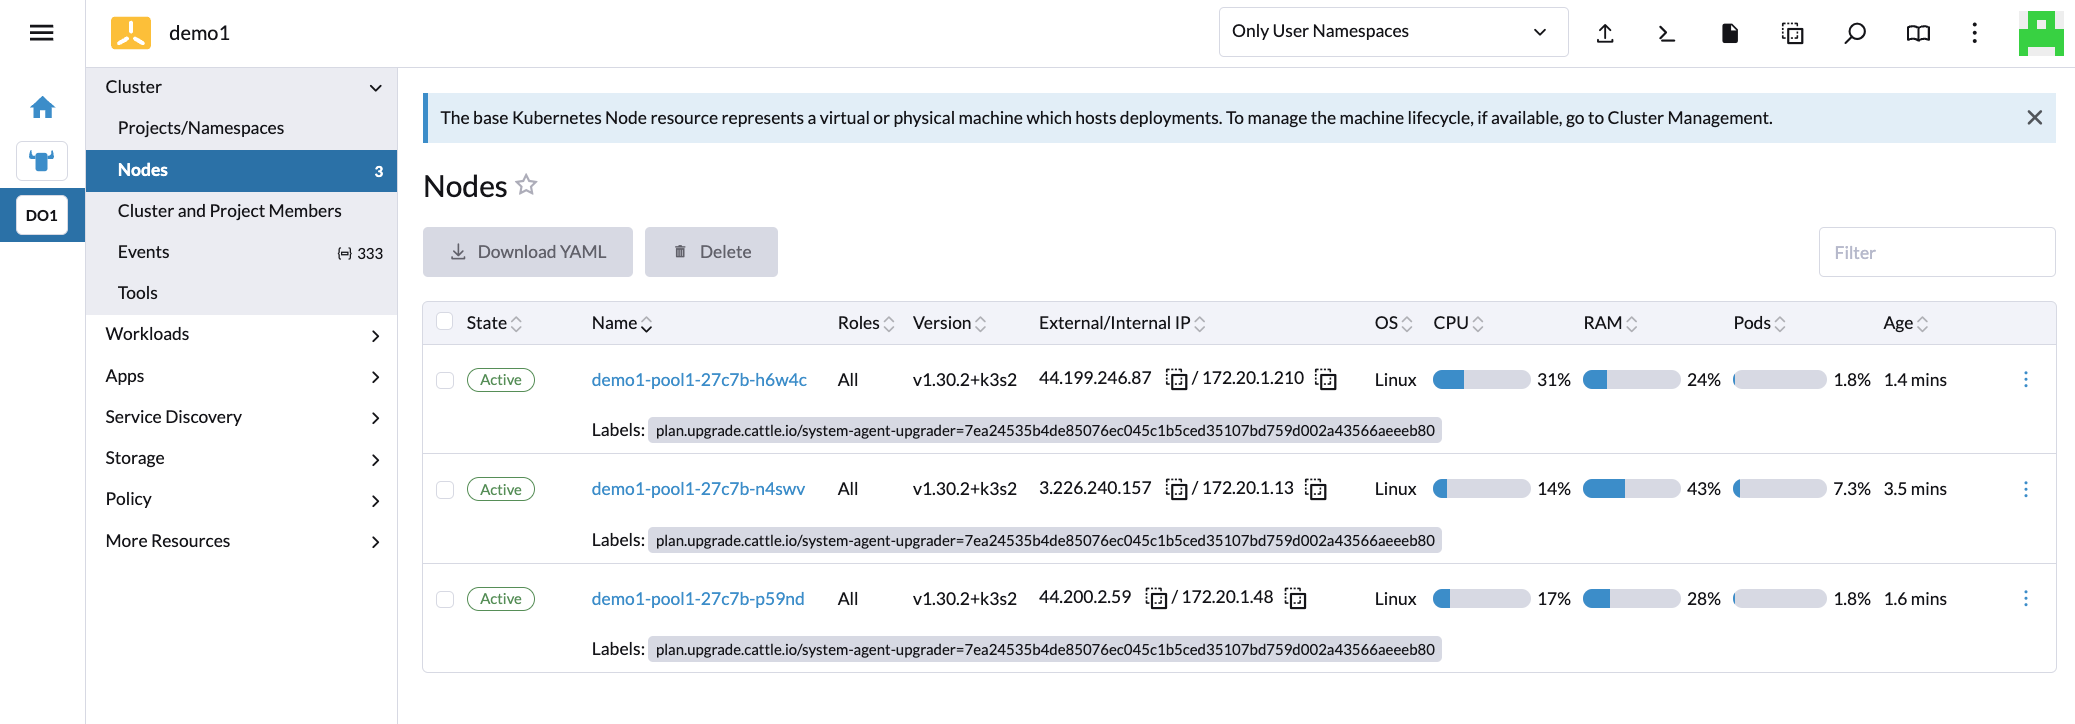 demo1
Only User Namespaces
DO1
Cluster
Projects/Namespaces
Nodes 3
Cluster and Project Members
Events 333
Tools
Workloads
Apps
Service Discovery
Storage
Policy
More Resources
The base Kubernetes Node resource represents a virtual or physical machine which hosts deployments. To manage the machine lifecycle, if available, go to Cluster Management.
Nodes
Download YAML Delete Filter
State Name Roles Version External/Internal IP OS CPU RAM Pods Age
Active demo1-pool1-27c7b-h6w4c All v1.30.2+k3s2 44.199.246.87 / 172.20.1.210 Linux 31% 24% 1.8% 1.4 mins
Labels: plan.upgrade.cattle.io/system-agent-upgrader=7ea24535b4de85076ec045c1b5ced35107bd759d002a43566aeeeb80
Active demo1-pool1-27c7b-n4swv All v1.30.2+k3s2 3.226.240.157 / 172.20.1.13 Linux 14% 43% 7.3% 3.5 mins
Labels: plan.upgrade.cattle.io/system-agent-upgrader=7ea24535b4de85076ec045c1b5ced35107bd759d002a43566aeeeb80
Active demo1-pool1-27c7b-p59nd All v1.30.2+k3s2 44.200.2.59 / 172.20.1.48 Linux 17% 28% 1.8% 1.6 mins
Labels: plan.upgrade.cattle.io/system-agent-upgrader=7ea24535b4de85076ec045c1b5ced35107bd759d002a43566aeeeb80